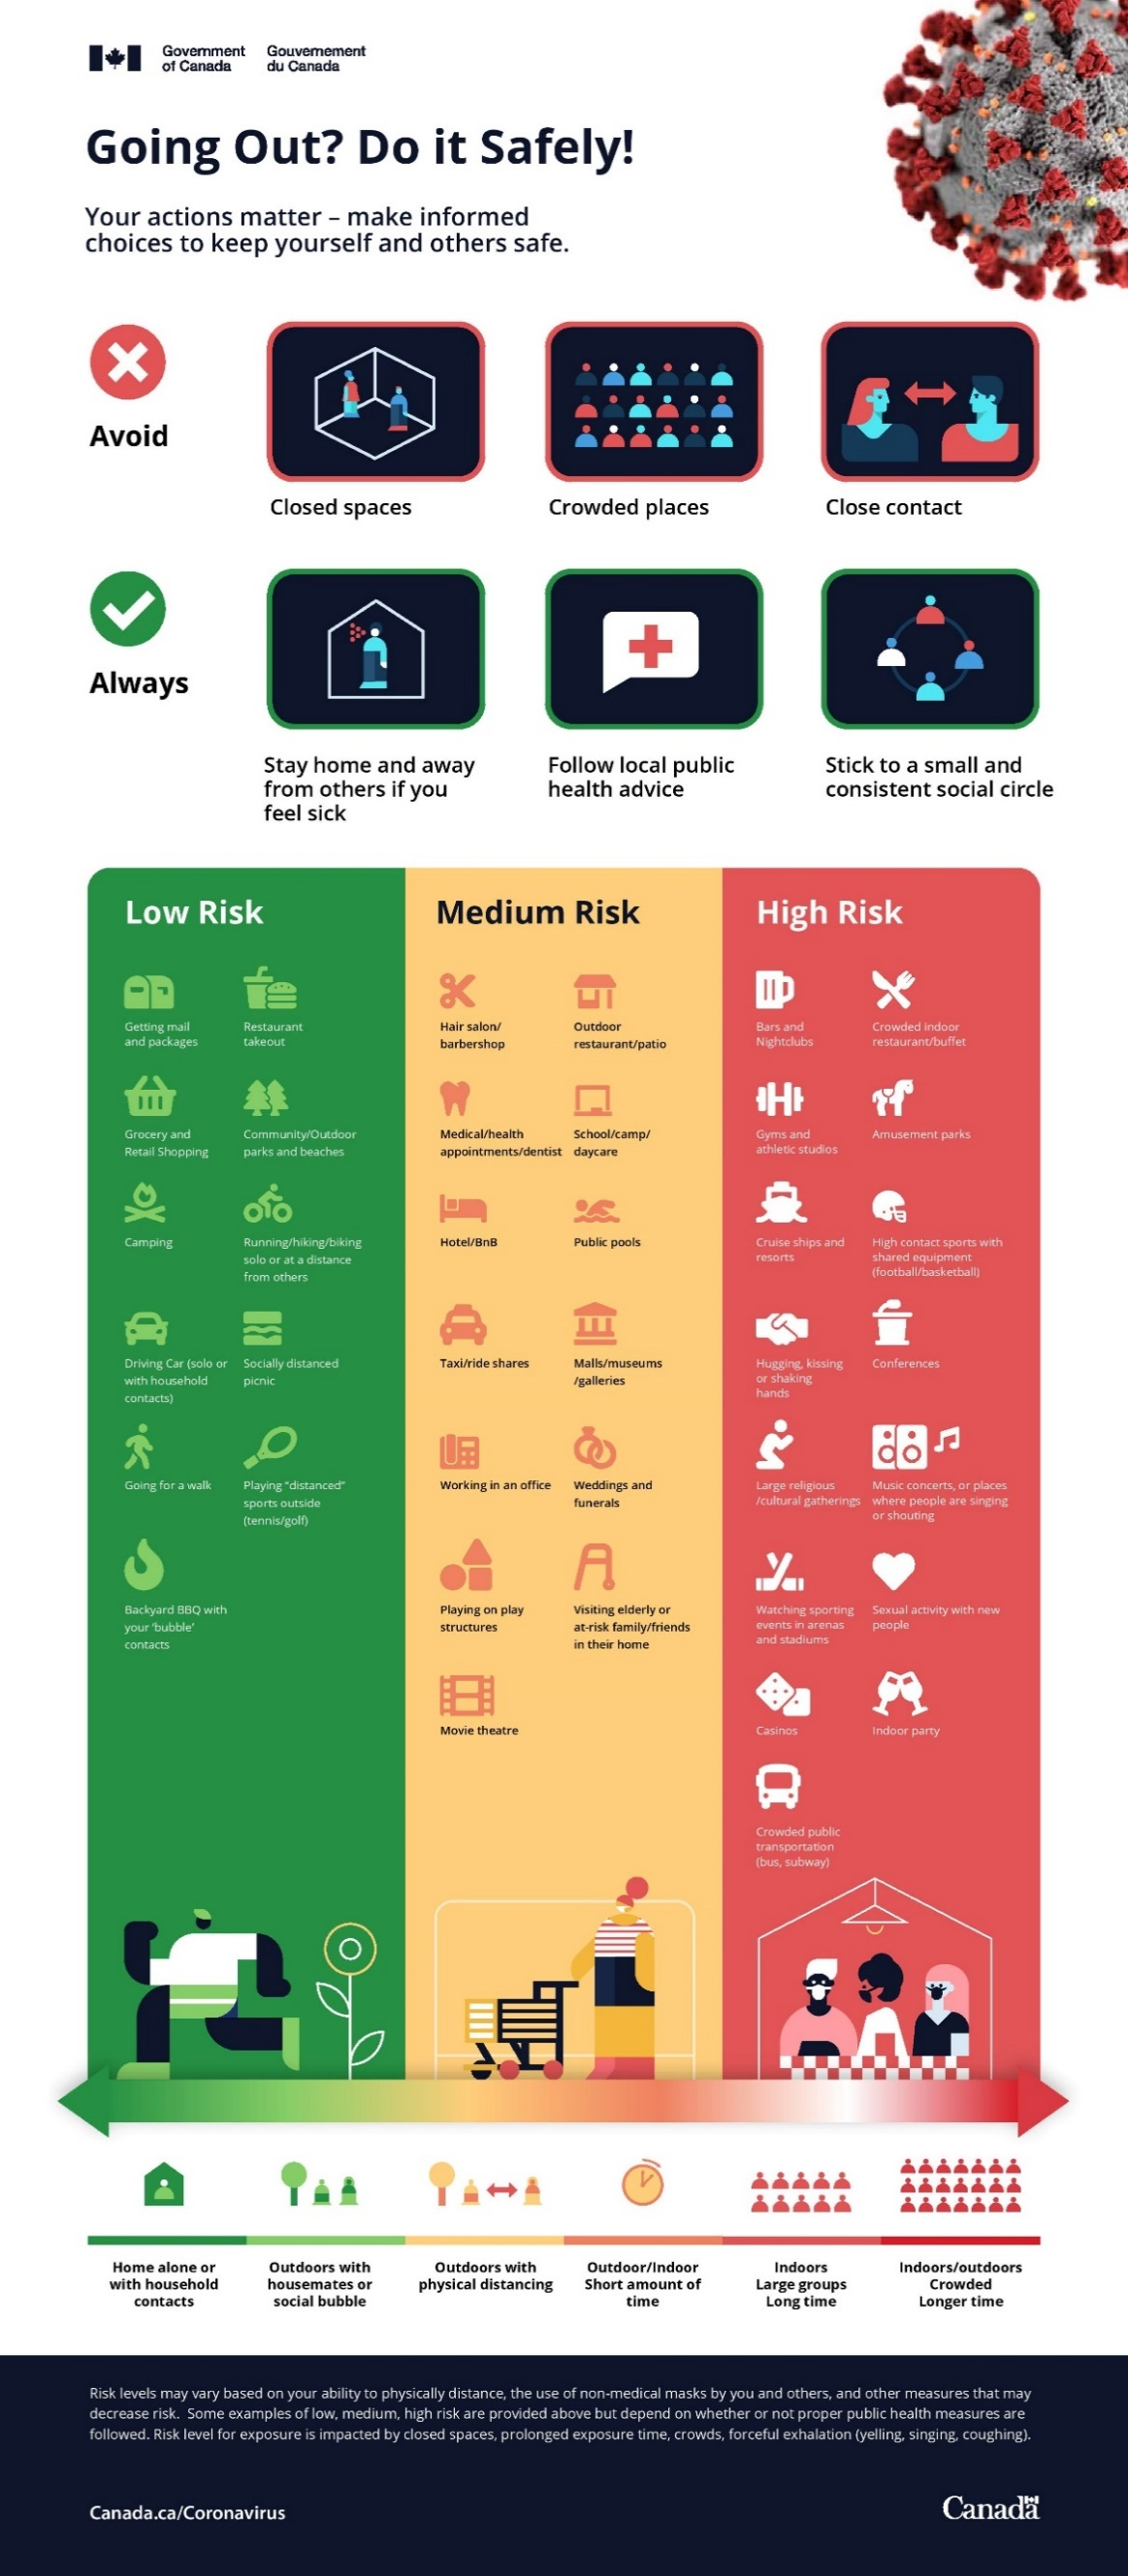 Government
of Canada
Gouvernement
du Canada
Going Out? Do it Safely!
Your actions matter – make informed
choices to keep yourself and others safe.
Avoid
Closed spaces
Crowded places
Close contact
Always
Stay home and away
from others if you
feel sick
Follow local public
health advice
Stick to a small and
consistent social circle
Low Risk
Getting mail
and packages
Restaurant
takeout
Grocery and
Retail Shopping
Community/Outdoor
parks and beaches
Camping
Running/hiking/biking
solo or at a distance
from others
Driving Car (solo or
with household
contacts)
Socially distanced
picnic
Going for a walk
Playing "distanced"
sports outside
(tennis/golf)
Backyard BBQ with
your 'bubble'
contacts
Medium Risk
Hair salon/
barbershop
Outdoor
restaurant/patio
Medical/health
appointments/dentist
School/camp/
daycare
Hotel/BnB
Public pools
Taxi/ride shares
Malls/museums
/galleries
Working in an office
Weddings and
funerals
Playing on play
structures
Visiting elderly or
at-risk family/friends
in their home
Movie theatre
High Risk
Bars and
Nightclubs
Crowded indoor
restaurant/buffet
Gyms and
athletic studios
Amusement parks
Cruise ships and
resorts
High contact sports with
shared equipment
(football/basketball)
Hugging, kissing
or shaking
hands
Conferences
Large religious
/cultural gatherings
Music concerts, or places
where people are singing
or shouting
Watching sporting
events in arenas
and stadiums
Sexual activity with new
people
Casinos
Indoor party
Crowded public
transportation
(bus, subway)
Home alone or
with household
contacts
Outdoors with
housemates or
social bubble
Outdoors with
physical distancing
Outdoor/Indoor
Short amount of
time
Indoors
Large groups
Long time
Indoors/outdoors
Crowded
Longer time
Risk levels may vary based on your ability to physically distance, the use of non-medical masks by you and others, and other measures that may
decrease risk.  Some examples of low, medium, high risk are provided above but depend on whether or not proper public health measures are
followed. Risk level for exposure is impacted by closed spaces, prolonged exposure time, crowds, forceful exhalation (yelling, singing, coughing).
Canada.ca/Coronavirus
Canada